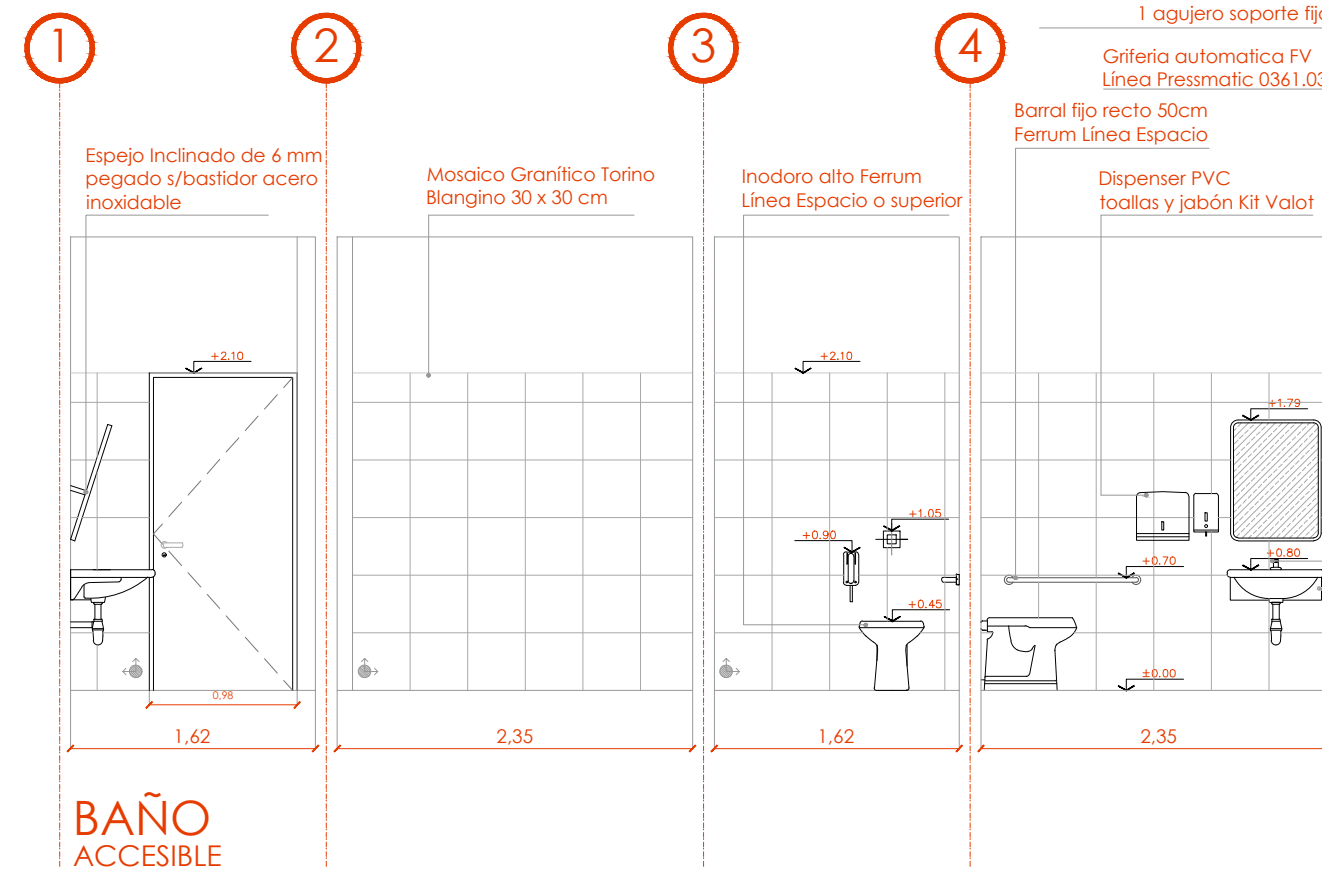 1
2
3
4
1 agujero soporte fijo
Griferia automatica FV
Línea Pressmatic 0361.03
Barral fijo recto 50cm
Ferrum Línea Espacio
Espejo Inclinado de 6 mm
pegado s/bastidor acero
inoxidable
Mosaico Granítico Torino
Blangino 30 x 30 cm
Inodoro alto Ferrum
Línea Espacio o superior
Dispenser PVC
toallas y jabón Kit Valot
+2.10
+2.10
+1.79
+1.05
+0.90
+0.80
+0.70
+0.45
±0.00
0,98
1,62
2,35
1,62
2,35
BAÑO
ACCESIBLE